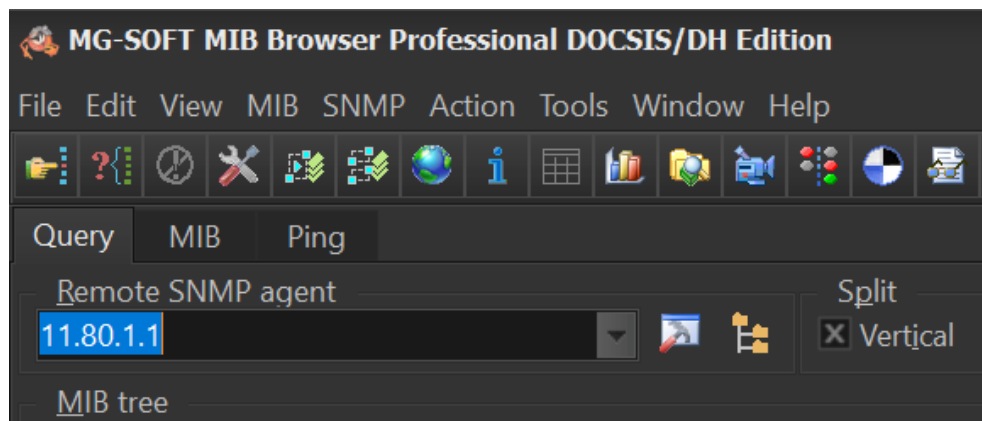 MG-SOFT MIB Browser Professional DOCSIS/DH Edition
File Edit View MIB SNMP Action Tools Window Help
Query MIB Ping
Remote SNMP agent
Split
11.80.1.1
Vertical
MIB tree